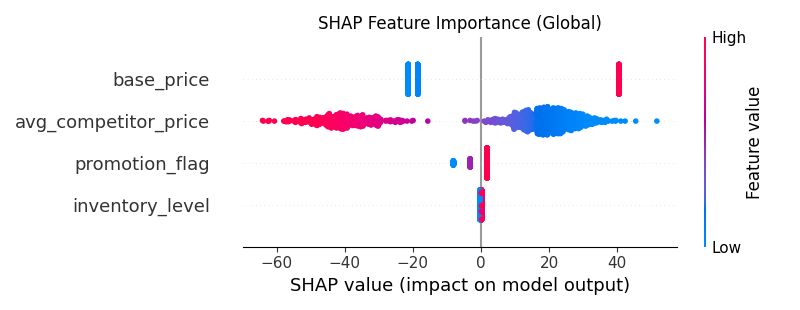 SHAP Feature Importance (Global)
High
base_price
avg_competitor_price
promotion_flag
inventory_level
Feature value
Low
−60 −40 −20 0 20 40
SHAP value (impact on model output)